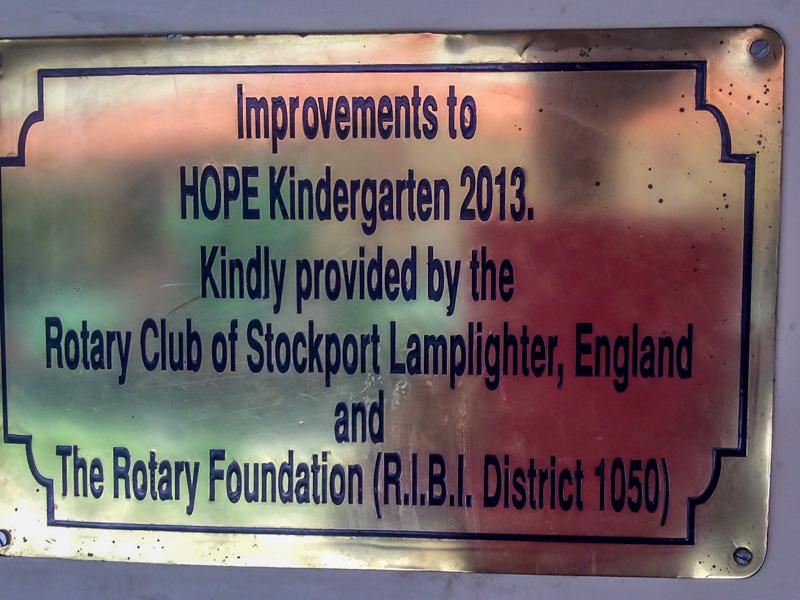 Improvements to
HOPE Kindergarten 2013.
Kindly provided by the
Rotary Club of Stockport Lamplighter, England
and
The Rotary Foundation (R.I.B.I. District 1050)